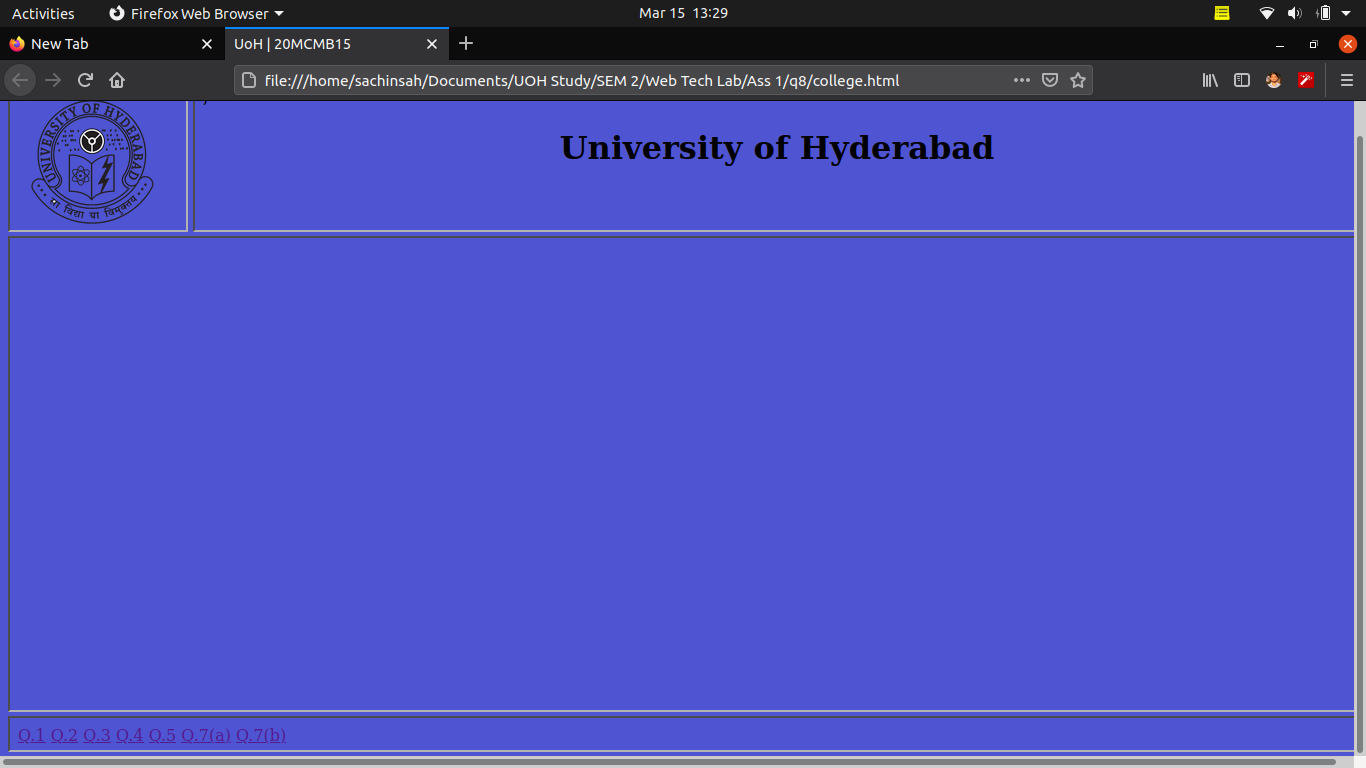 Activities Firefox Web Browser Mar 15 13:29
New Tab UoH | 20MCMB15
file:///home/sachinsah/Documents/UOH Study/SEM 2/Web Tech Lab/Ass 1/q8/college.html
UNIVERSITY OF HYDERABAD
सा विद्या या विमुक्तये
University of Hyderabad
Q.1 Q.2 Q.3 Q.4 Q.5 Q.7(a) Q.7(b)